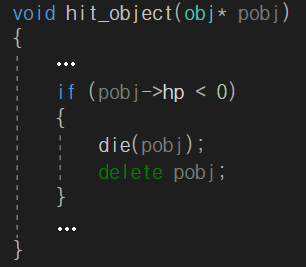 void hit_object(obj* pobj)
{
...
if (pobj->hp < 0)
{
die(pobj);
delete pobj;
}
...
}